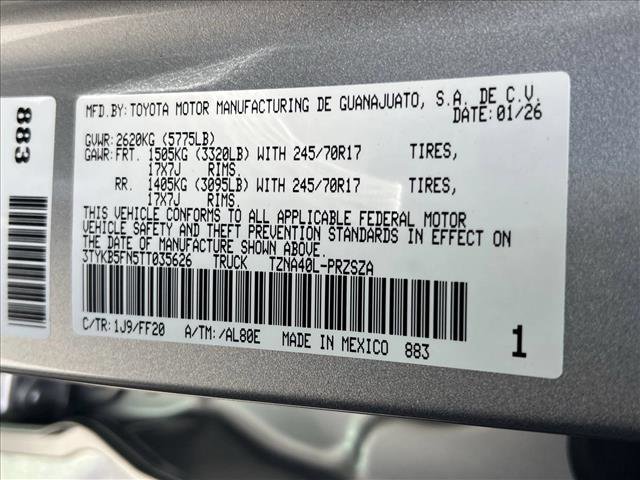 883
MFD.BY: TOYOTA MOTOR MANUFACTURING DE GUANAJUATO, S.A. DE C.V.
DATE: 01/26
GVWR: 2620KG (5775LB)
GAWR: FRT. 1505KG (3320LB) WITH 245/70R17 TIRES,
17X7J RIMS.
RR. 1405KG (3095LB) WITH 245/70R17 TIRES,
17X7J RIMS.
THIS VEHICLE CONFORMS TO ALL APPLICABLE FEDERAL MOTOR
VEHICLE SAFETY AND THEFT PREVENTION STANDARDS IN EFFECT ON
THE DATE OF MANUFACTURE SHOWN ABOVE.
3TYKB5FN5TT035626 TRUCK TZNA40L-PRZSZA
C/TR: 1J9/FF20 A/TM: /AL80E MADE IN MEXICO 883 1